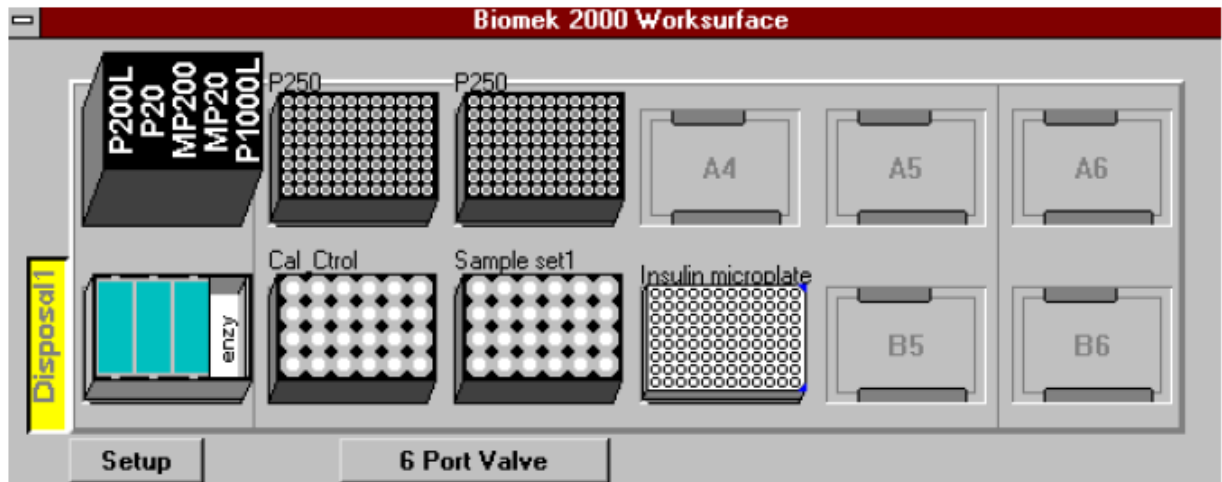 Biomek 2000 Worksurface
P200L
P20
MP200
MP20
P1000L
P250
P250
A4
A5
A6
Disposal1
enzy
Cal_Ctrol
Sample set1
Insulin microplate
B5
B6
Setup
6 Port Valve